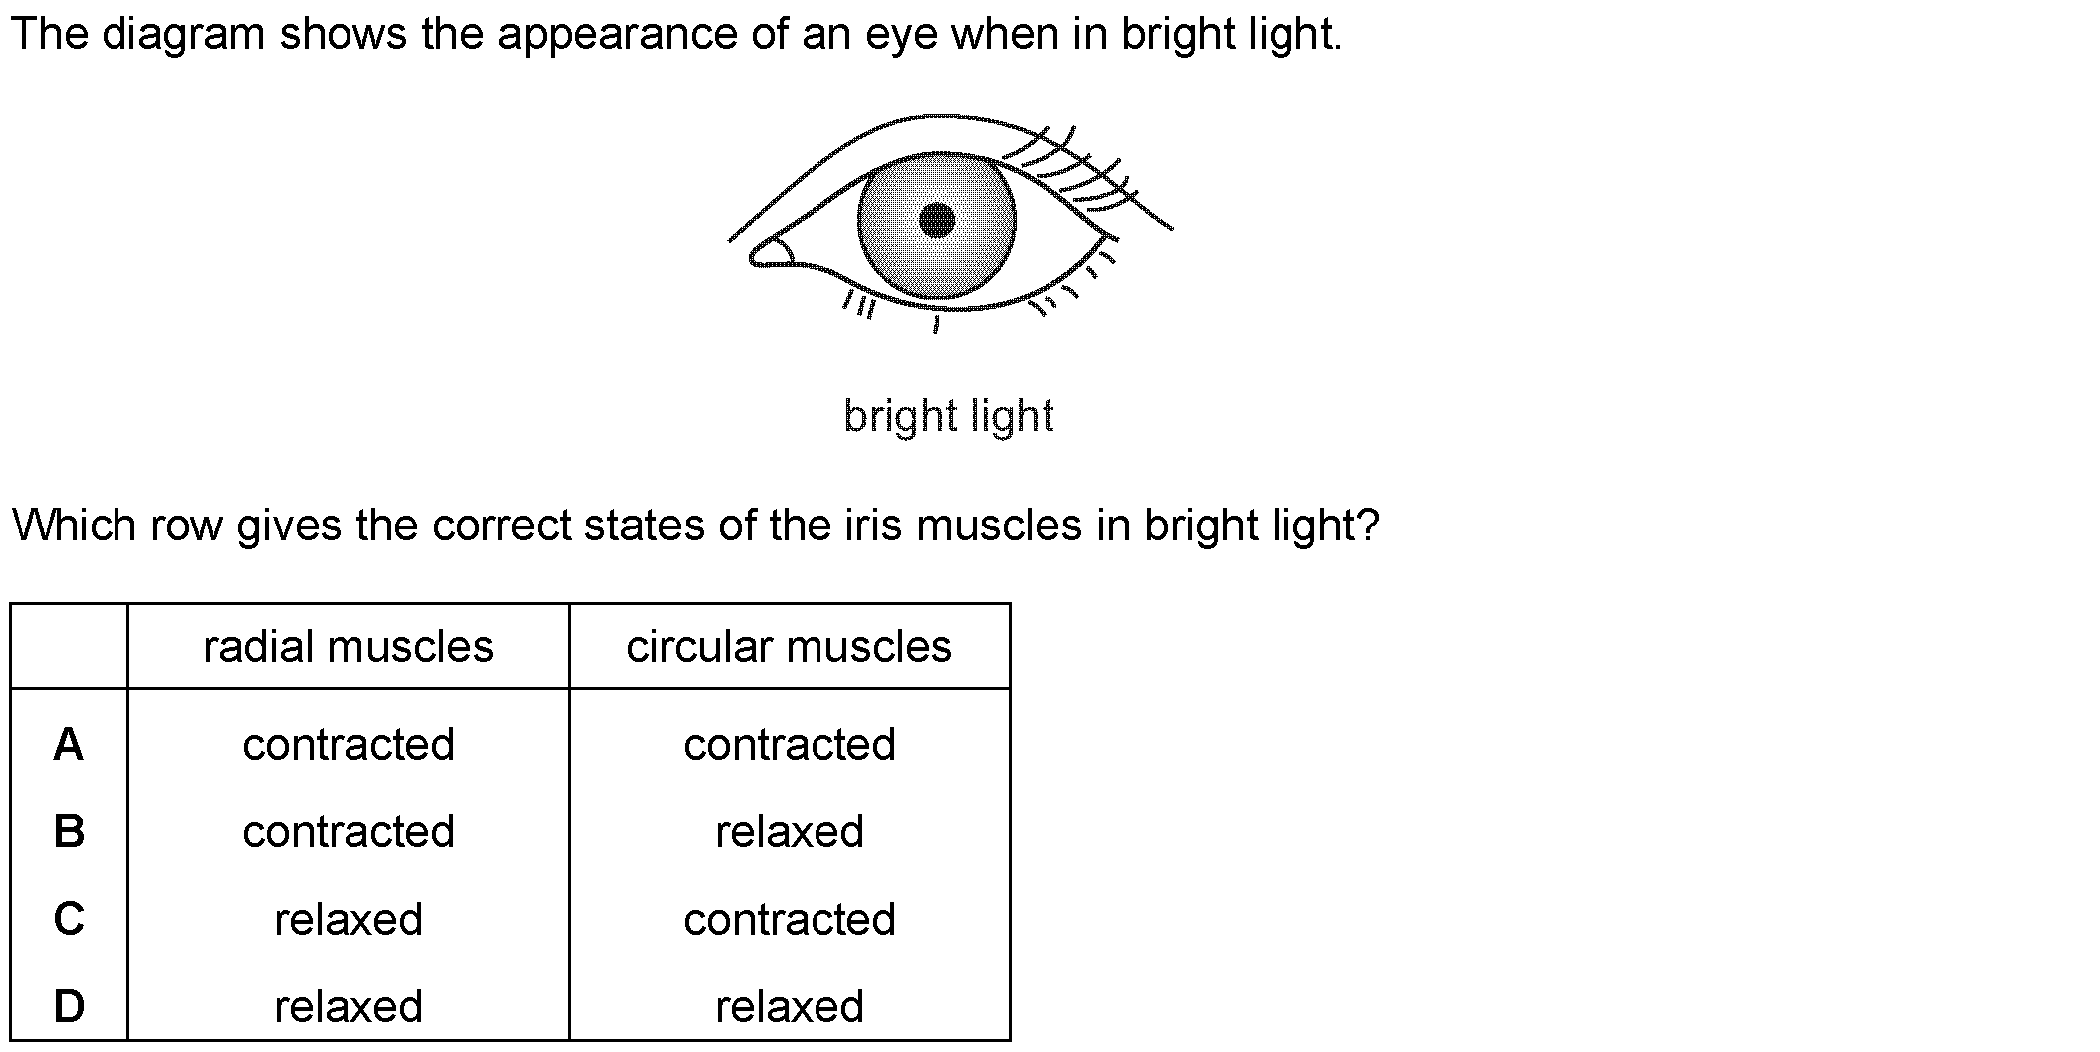 The diagram shows the appearance of an eye when in bright light.
bright light
Which row gives the correct states of the iris muscles in bright light?
radial muscles circular muscles
A contracted contracted
B contracted relaxed
C relaxed contracted
D relaxed relaxed